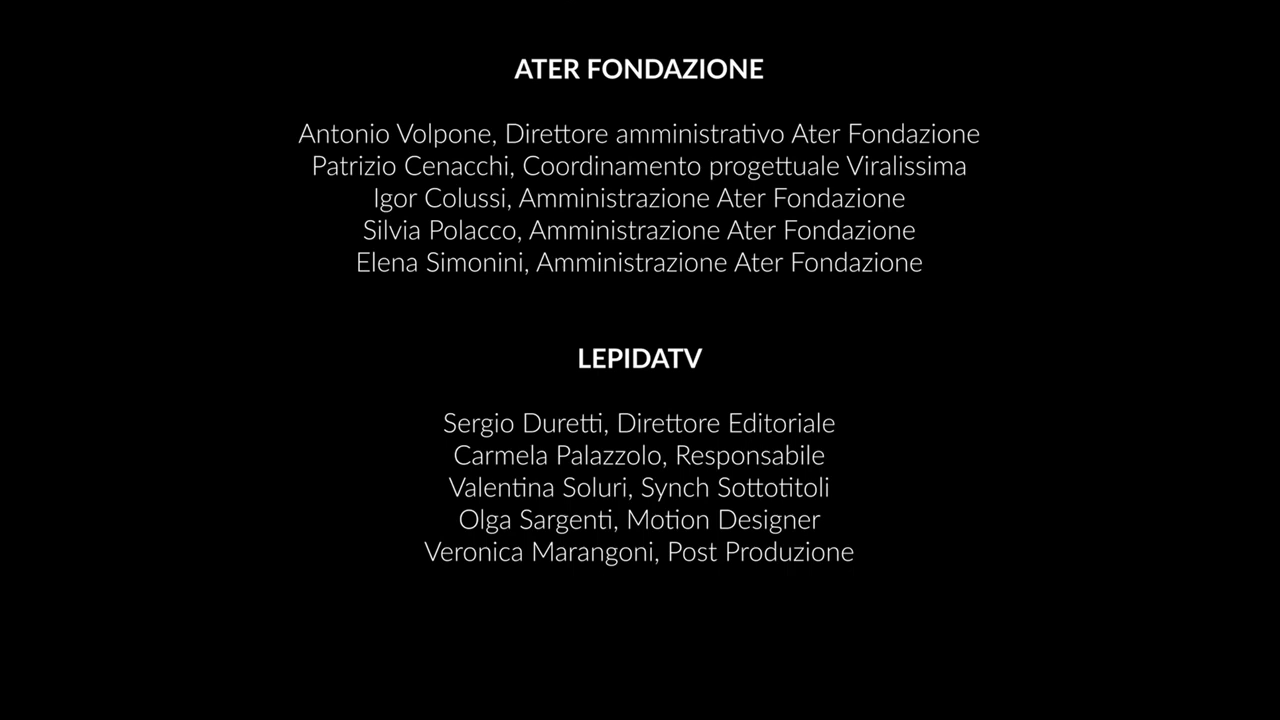 ATER FONDAZIONE
Antonio Volpone, Direttore amministrativo Ater Fondazione
Patrizio Cenacchi, Coordinamento progettuale Viralissima
Igor Colussi, Amministrazione Ater Fondazione
Silvia Polacco, Amministrazione Ater Fondazione
Elena Simonini, Amministrazione Ater Fondazione
LEPIDATV
Sergio Duretti, Direttore Editoriale
Carmela Palazzolo, Responsabile
Valentina Soluri, Synch Sottotitoli
Olga Sargenti, Motion Designer
Veronica Marangoni, Post Produzione